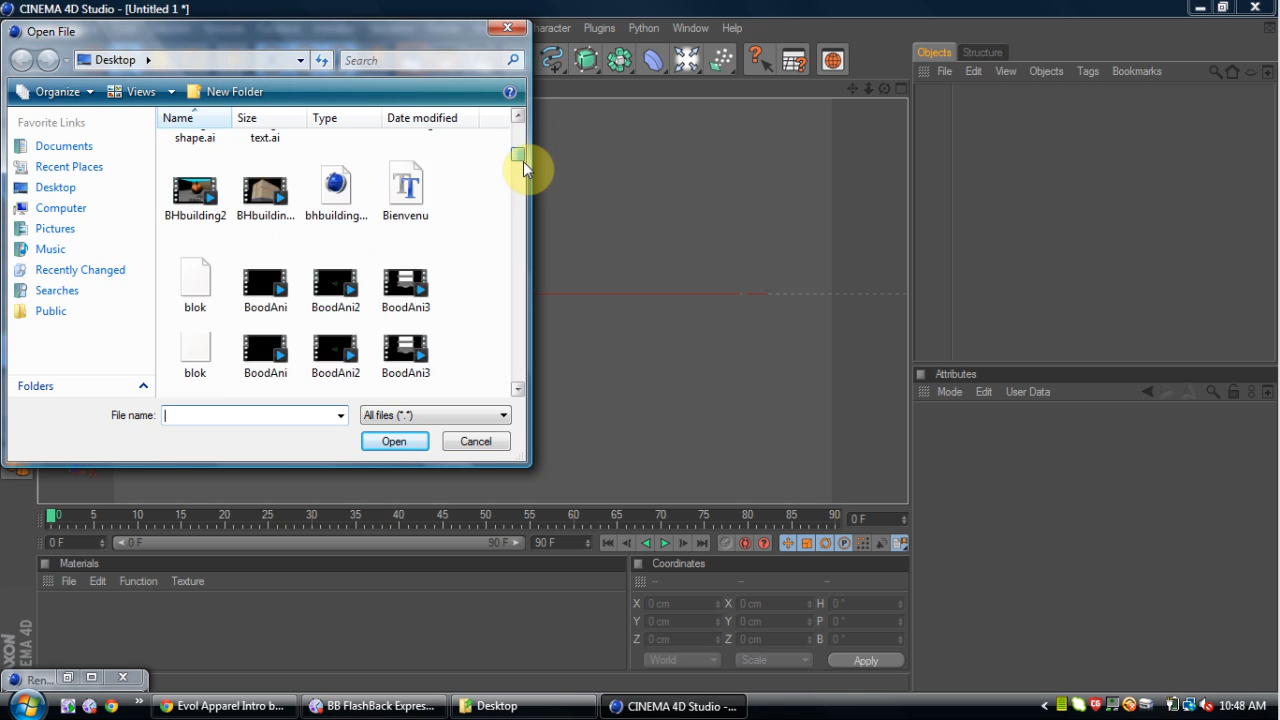 CINEMA 4D Studio - [Untitled 1 *]
Open File
Character
Plugins
Python
Window
Help
Desktop
Search
Objects
Structure
File
Edit
View
Objects
Tags
Bookmarks
Organize
Views
New Folder
Favorite Links
Name
Size
Type
Date modified
Documents
Recent Places
Desktop
Computer
Pictures
Music
Recently Changed
Searches
Public
Folders
shape.ai
text.ai
BHbuilding2
BHbuildin...
bhbuilding...
Bienvenu
blok
BoodAni
BoodAni2
BoodAni3
blok
BoodAni
BoodAni2
BoodAni3
File name:
All files (*.*)
Open
Cancel
Attributes
Mode
Edit
User Data
0 5 10 15 20 25 30 35 40 45 50 55 60 65 70 75 80 85 90
0 F
0 F
0 F
90 F
90 F
Materials
File
Edit
Function
Texture
Coordinates
--
--
--
X 0 cm X 0 cm H 0 °
Y 0 cm Y 0 cm P 0 °
Z 0 cm Z 0 cm B 0 °
World
Scale
Apply
MAXON
CINEMA 4D
Ren...
Evol Apparel Intro b...
BB FlashBack Expres...
Desktop
CINEMA 4D Studio -...
10:48 AM